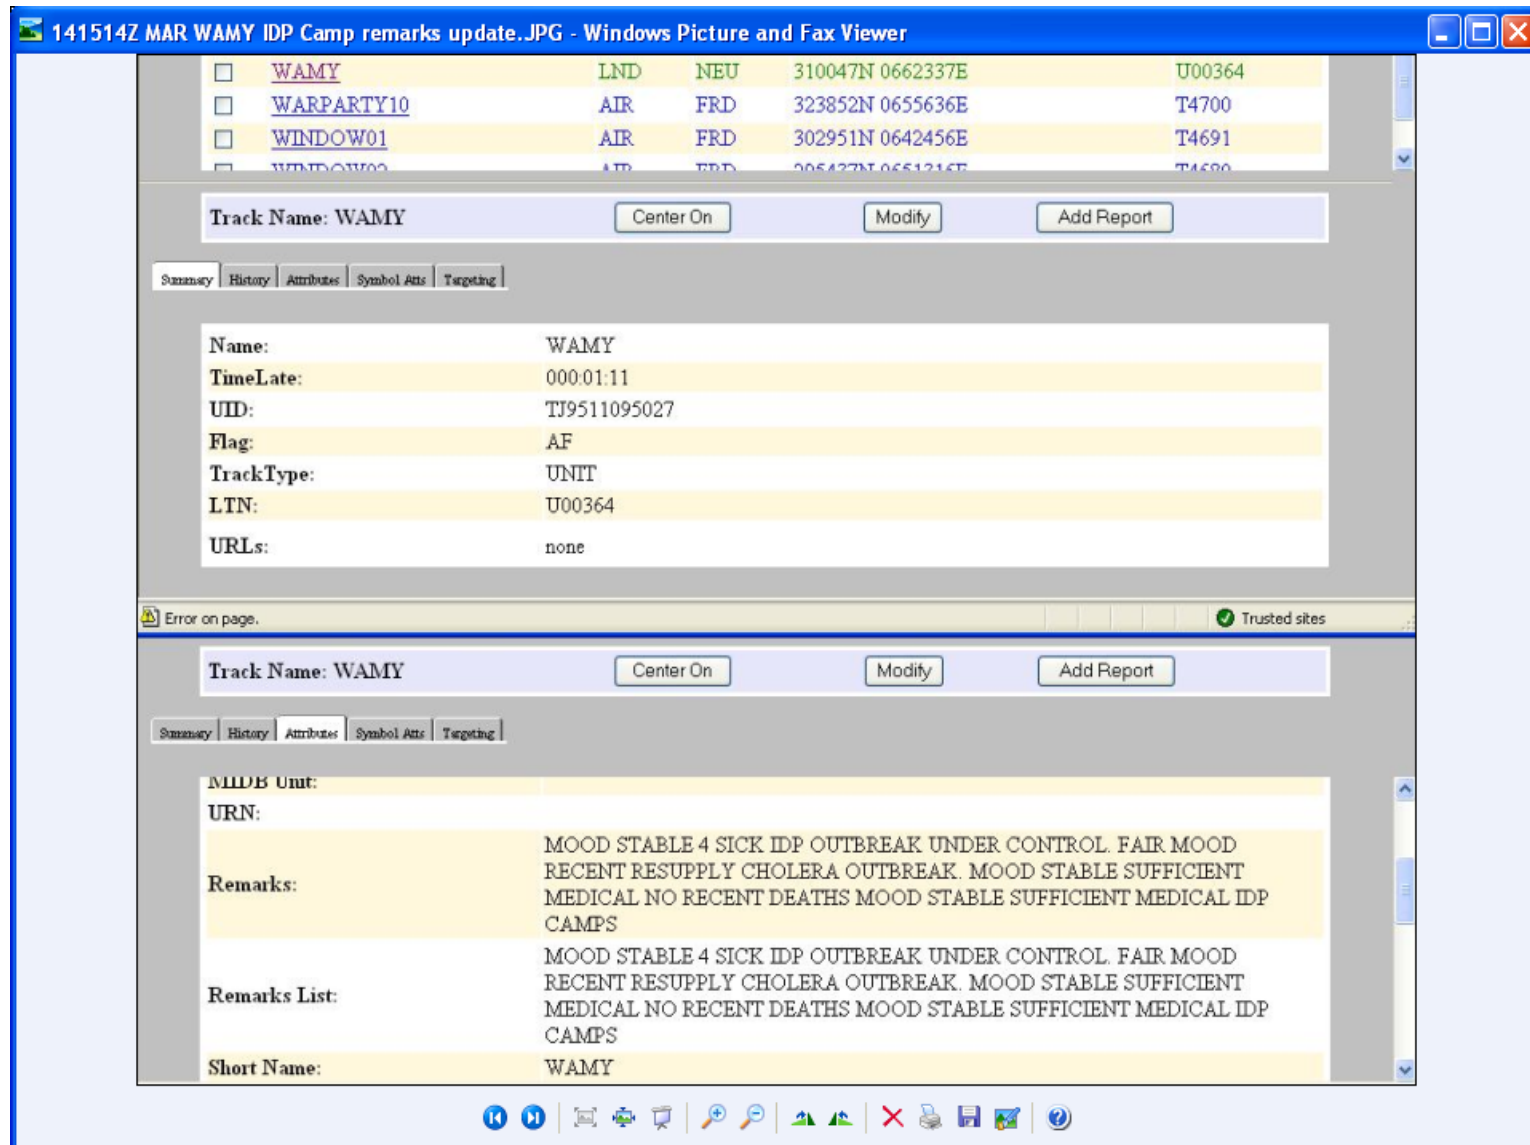 141514Z MAR WAMY IDP Camp remarks update.JPG - Windows Picture and Fax Viewer
WAMY LND NEU 310047N 0662337E U00364
WARPARTY10 AIR FRD 323852N 0655636E T4700
WINDOW01 AIR FRD 302951N 0642456E T4691
Track Name: WAMY Center On Modify Add Report
Summary History Attributes Symbol Atts Targeting
Name: WAMY
TimeLate: 000:01:11
UID: TJ9511095027
Flag: AF
TrackType: UNIT
LTN: U00364
URLs: none
Error on page. Trusted sites
Track Name: WAMY Center On Modify Add Report
Summary History Attributes Symbol Atts Targeting
MIDB Unit:
URN:
Remarks: MOOD STABLE 4 SICK IDP OUTBREAK UNDER CONTROL. FAIR MOOD
RECENT RESUPPLY CHOLERA OUTBREAK. MOOD STABLE SUFFICIENT
MEDICAL NO RECENT DEATHS MOOD STABLE SUFFICIENT MEDICAL IDP
CAMPS
Remarks List: MOOD STABLE 4 SICK IDP OUTBREAK UNDER CONTROL. FAIR MOOD
RECENT RESUPPLY CHOLERA OUTBREAK. MOOD STABLE SUFFICIENT
MEDICAL NO RECENT DEATHS MOOD STABLE SUFFICIENT MEDICAL IDP
CAMPS
Short Name: WAMY